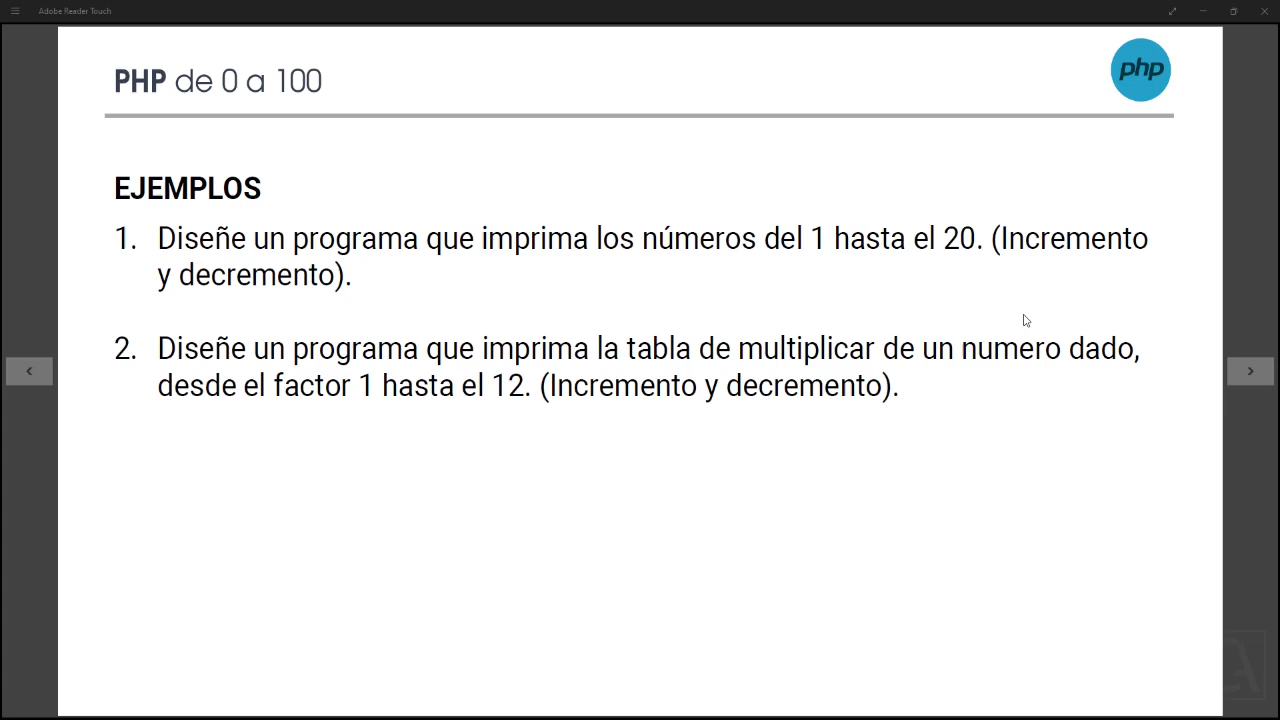 Adobe Reader Touch
PHP de 0 a 100
php
EJEMPLOS
1. Diseñe un programa que imprima los números del 1 hasta el 20. (Incremento
y decremento).
2. Diseñe un programa que imprima la tabla de multiplicar de un numero dado,
desde el factor 1 hasta el 12. (Incremento y decremento).